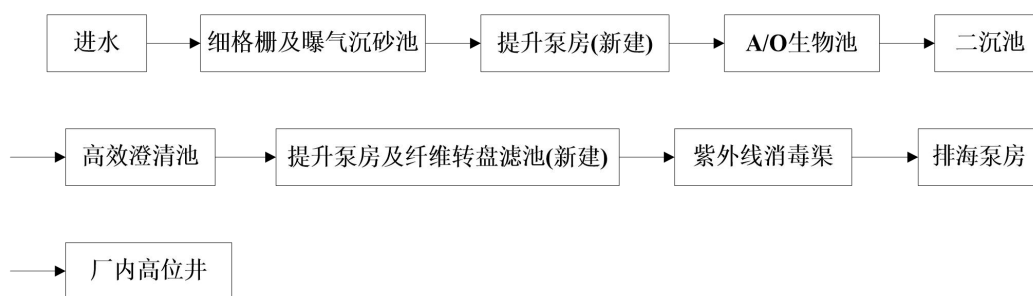 进水
细格栅及曝气沉砂池
提升泵房(新建)
A/O生物池
二沉池
高效澄清池
提升泵房及纤维转盘滤池(新建)
紫外线消毒渠
排海泵房
厂内高位井